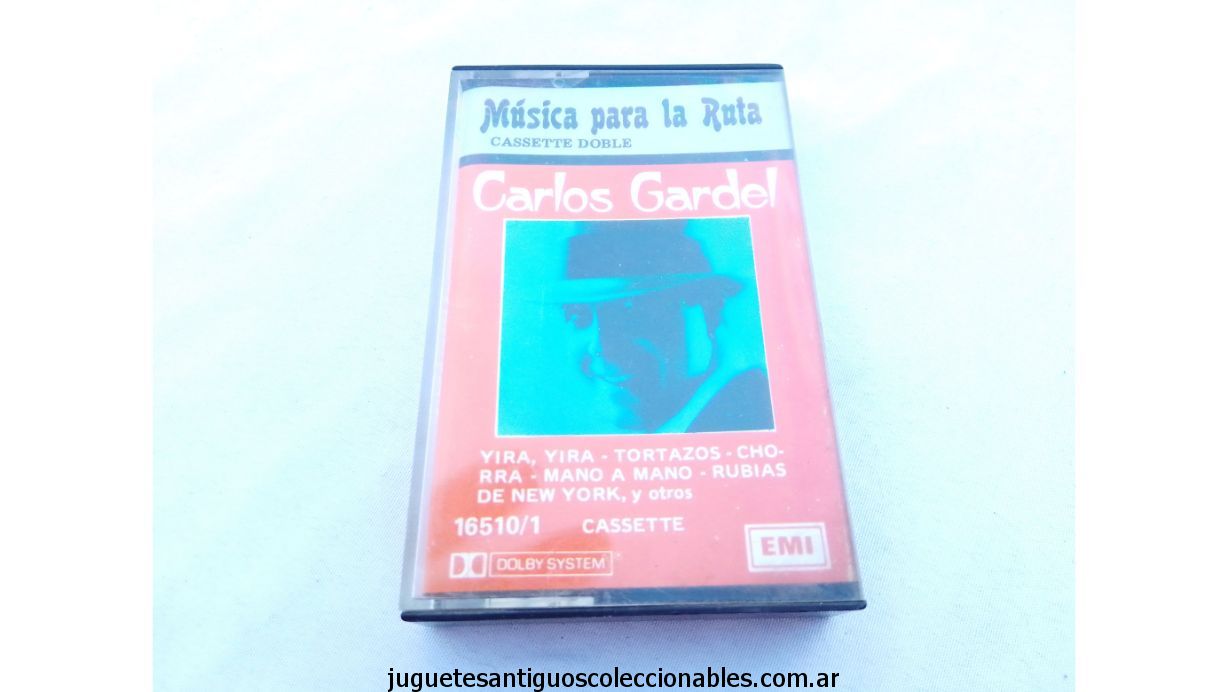 Música para la Ruta
CASSETTE DOBLE
Carlos Gardel
YIRA, YIRA - TORTAZOS - CHO-
RRA - MANO A MANO - RUBIAS
DE NEW YORK, y otros
16510/1 CASSETTE
EMI
DOLBY SYSTEM
juguetesantiguoscoleccionables.com.ar